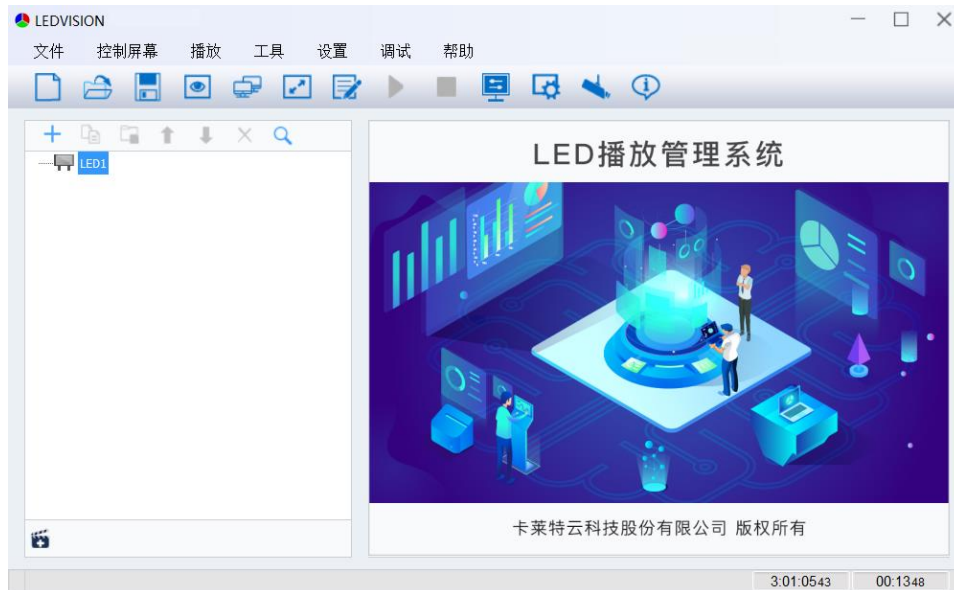 LEDVISION
文件 控制屏幕 播放 工具 设置 调试 帮助
LED1
LED播放管理系统
卡莱特云科技股份有限公司 版权所有
3:01:0543 00:1348